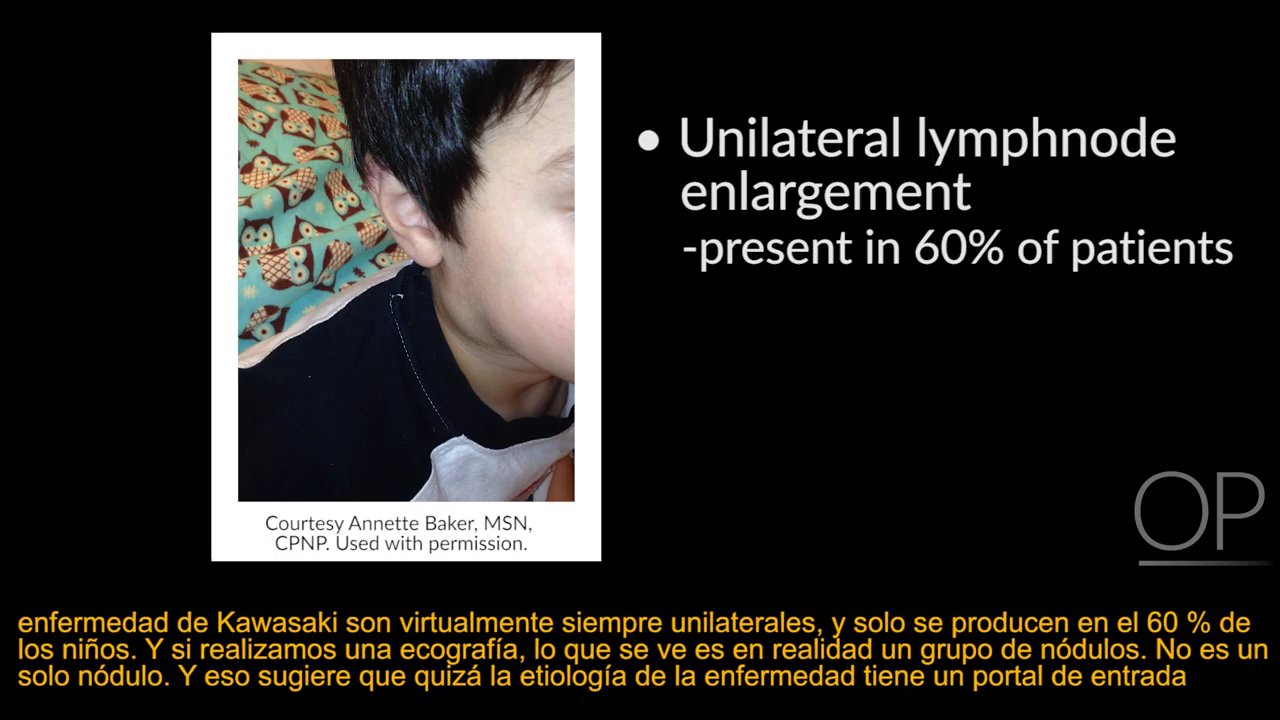 • Unilateral lymphnode
enlargement
-present in 60% of patients
Courtesy Annette Baker, MSN,
CPNP. Used with permission.
OP
enfermedad de Kawasaki son virtualmente siempre unilaterales, y solo se producen en el 60 % de
los niños. Y si realizamos una ecografía, lo que se ve es en realidad un grupo de nódulos. No es un
solo nódulo. Y eso sugiere que quizá la etiología de la enfermedad tiene un portal de entrada